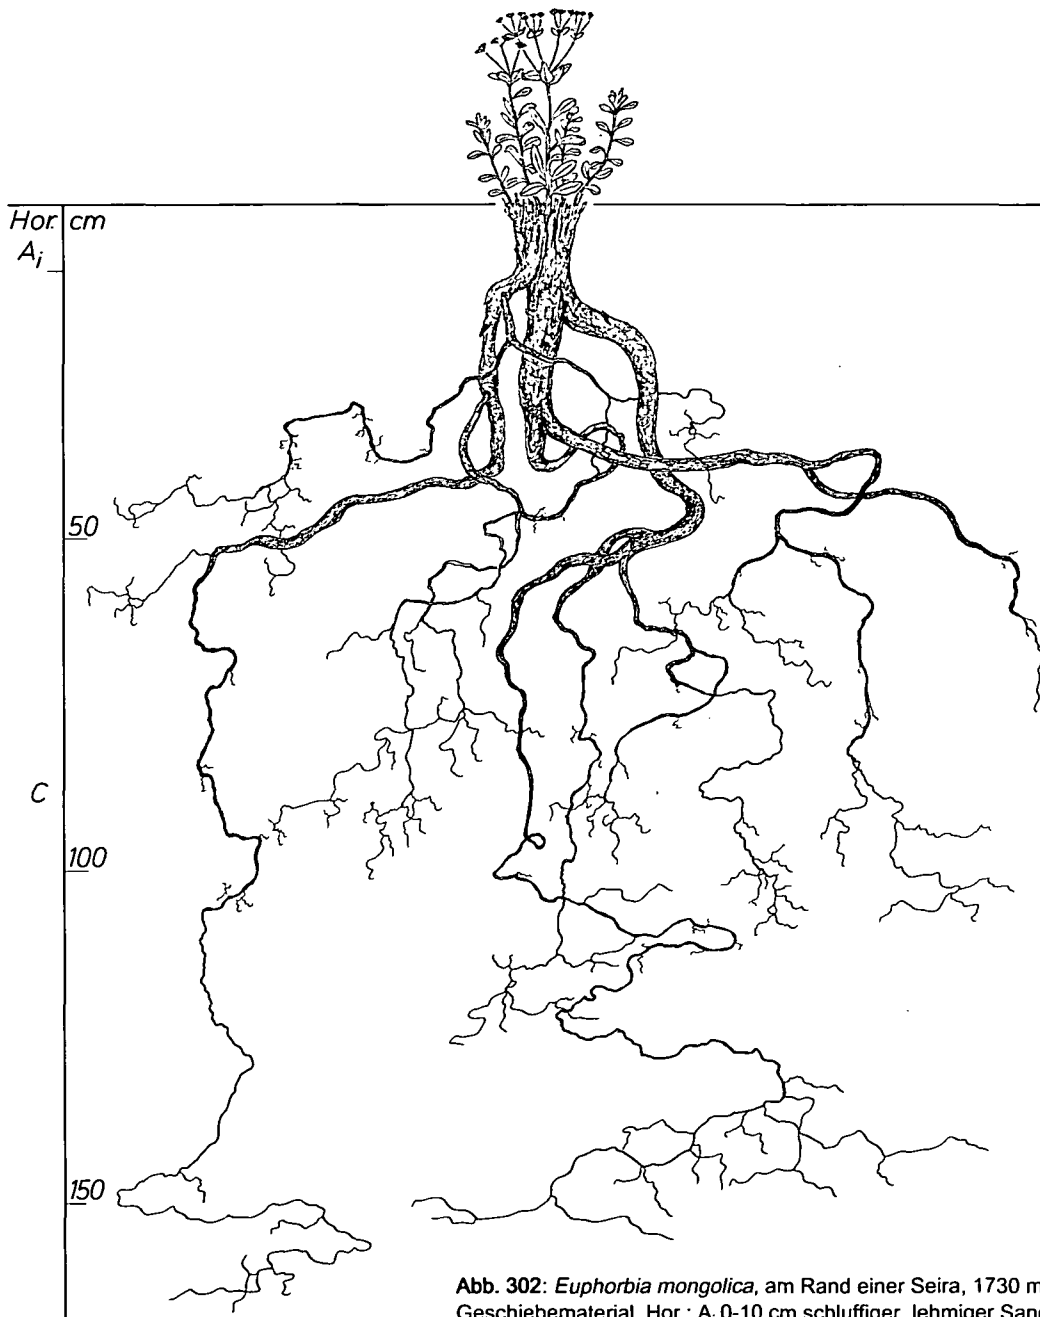 Hor. cm
Ai
50
C
100
150
Abb. 302: Euphorbia mongolica, am Rand einer Seira, 1730 m
Geschiebematerial. Hor.: Ai 0-10 cm schluffiger, lehmiger Sand